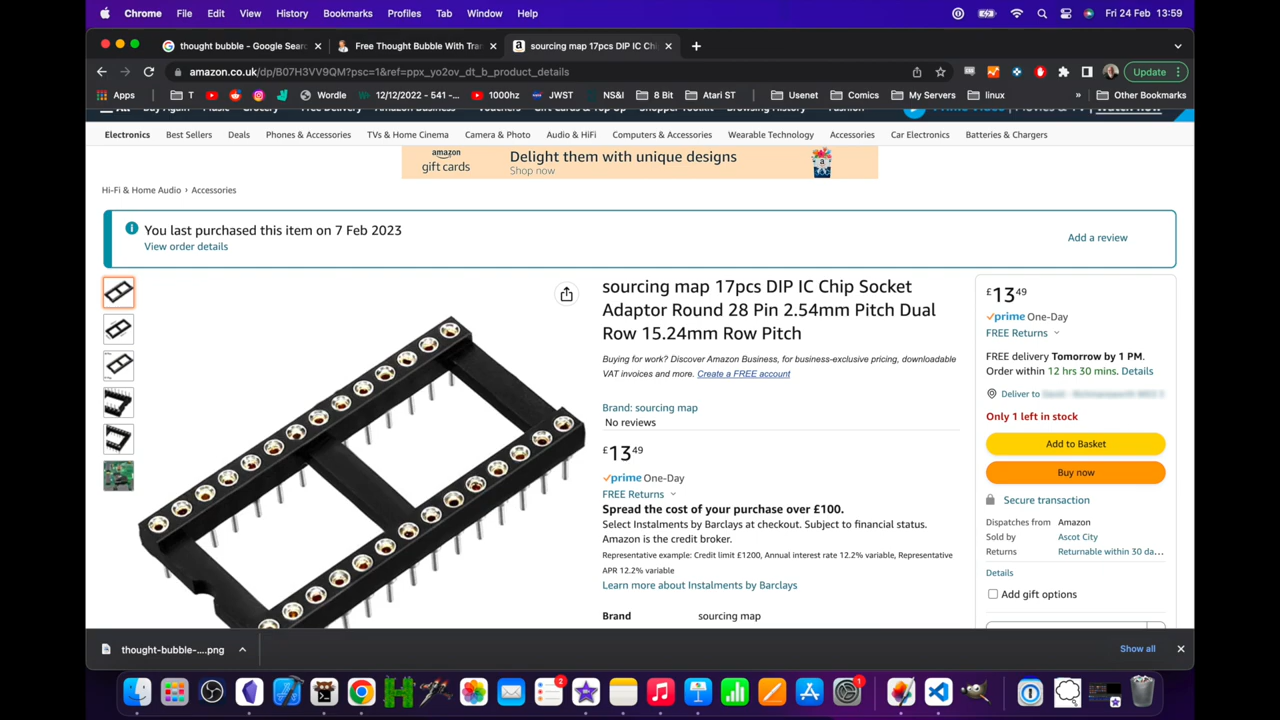 Chrome File Edit View History Bookmarks Profiles Tab Window Help Fri 24 Feb 13:59
thought bubble - Google Sear Free Thought Bubble With Tra sourcing map 17pcs DIP IC Chi
amazon.co.uk/dp/B07H3VV9QM?psc=1&ref=ppx_yo2ov_dt_b_product_details Update
Apps T Wordle 12/12/2022 - 541 -... 1000hz JWST NS&I 8 Bit Atari ST Usenet Comics My Servers linux » Other Bookmarks
Electronics Best Sellers Deals Phones & Accessories TVs & Home Cinema Camera & Photo Audio & HiFi Computers & Accessories Wearable Technology Accessories Car Electronics Batteries & Chargers
amazon
gift cards
Delight them with unique designs
Shop now
Hi-Fi & Home Audio › Accessories
You last purchased this item on 7 Feb 2023
View order details
Add a review
sourcing map 17pcs DIP IC Chip Socket
Adaptor Round 28 Pin 2.54mm Pitch Dual
Row 15.24mm Row Pitch
Buying for work? Discover Amazon Business, for business-exclusive pricing, downloadable
VAT invoices and more. Create a FREE account
Brand: sourcing map
No reviews
£13.49
prime One-Day
FREE Returns
Spread the cost of your purchase over £100.
Select Instalments by Barclays at checkout. Subject to financial status.
Amazon is the credit broker.
Representative example: Credit limit £1200, Annual interest rate 12.2% variable, Representative
APR 12.2% variable
Learn more about Instalments by Barclays
Brand sourcing map
£13.49
prime One-Day
FREE Returns
FREE delivery Tomorrow by 1 PM.
Order within 12 hrs 30 mins. Details
Deliver to
Only 1 left in stock
Add to Basket
Buy now
Secure transaction
Dispatches from Amazon
Sold by Ascot City
Returns Returnable within 30 da...
Details
Add gift options
thought-bubble-....png
Show all
2
1